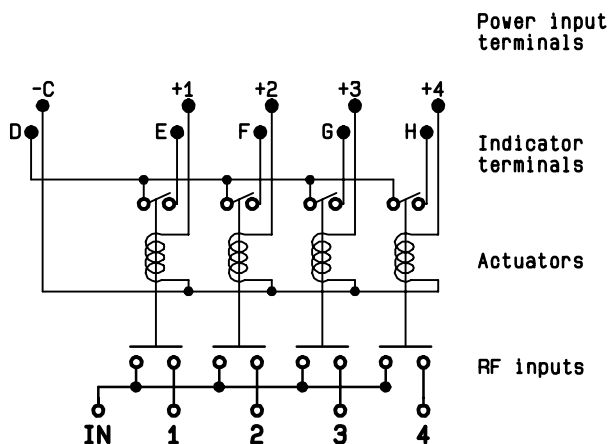 Power input
terminals
-C +1 +2 +3 +4
D E F G H
Indicator
terminals
Actuators
RF inputs
IN 1 2 3 4